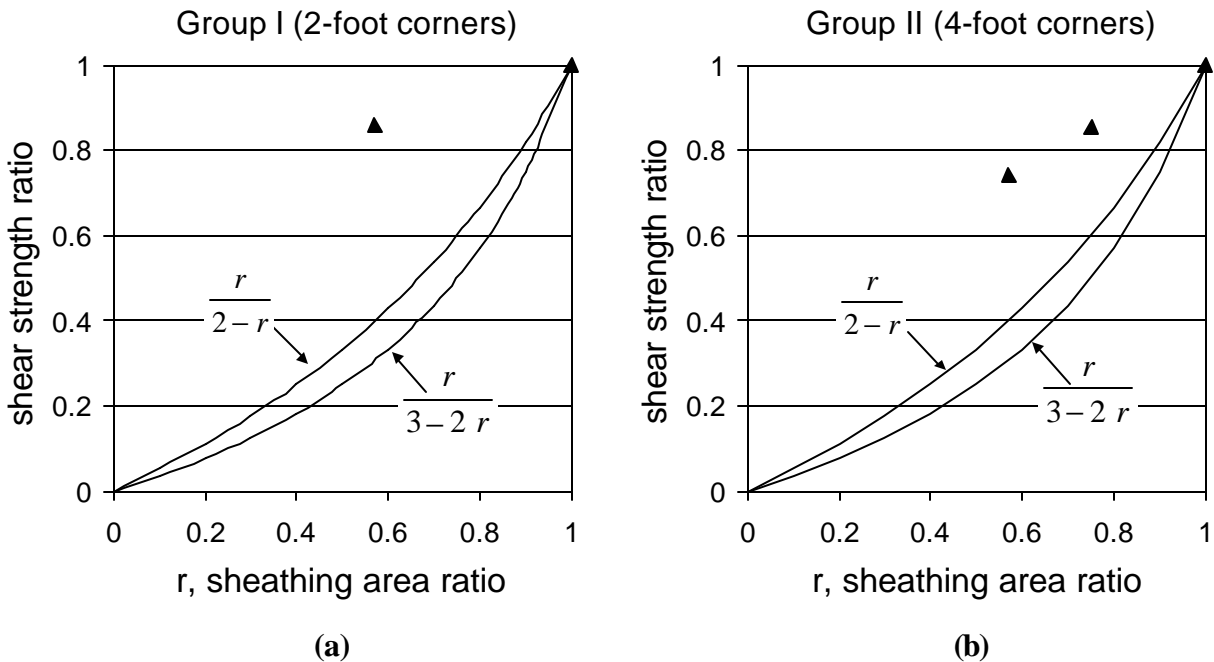 Group I (2-foot corners)
1
0.8
0.6
0.4
0.2
0
shear strength ratio
r
2 – r
r
3 – 2 r
0 0.2 0.4 0.6 0.8 1
r, sheathing area ratio
(a)
Group II (4-foot corners)
1
0.8
0.6
0.4
0.2
0
shear strength ratio
r
2 – r
r
3 – 2 r
0 0.2 0.4 0.6 0.8 1
r, sheathing area ratio
(b)